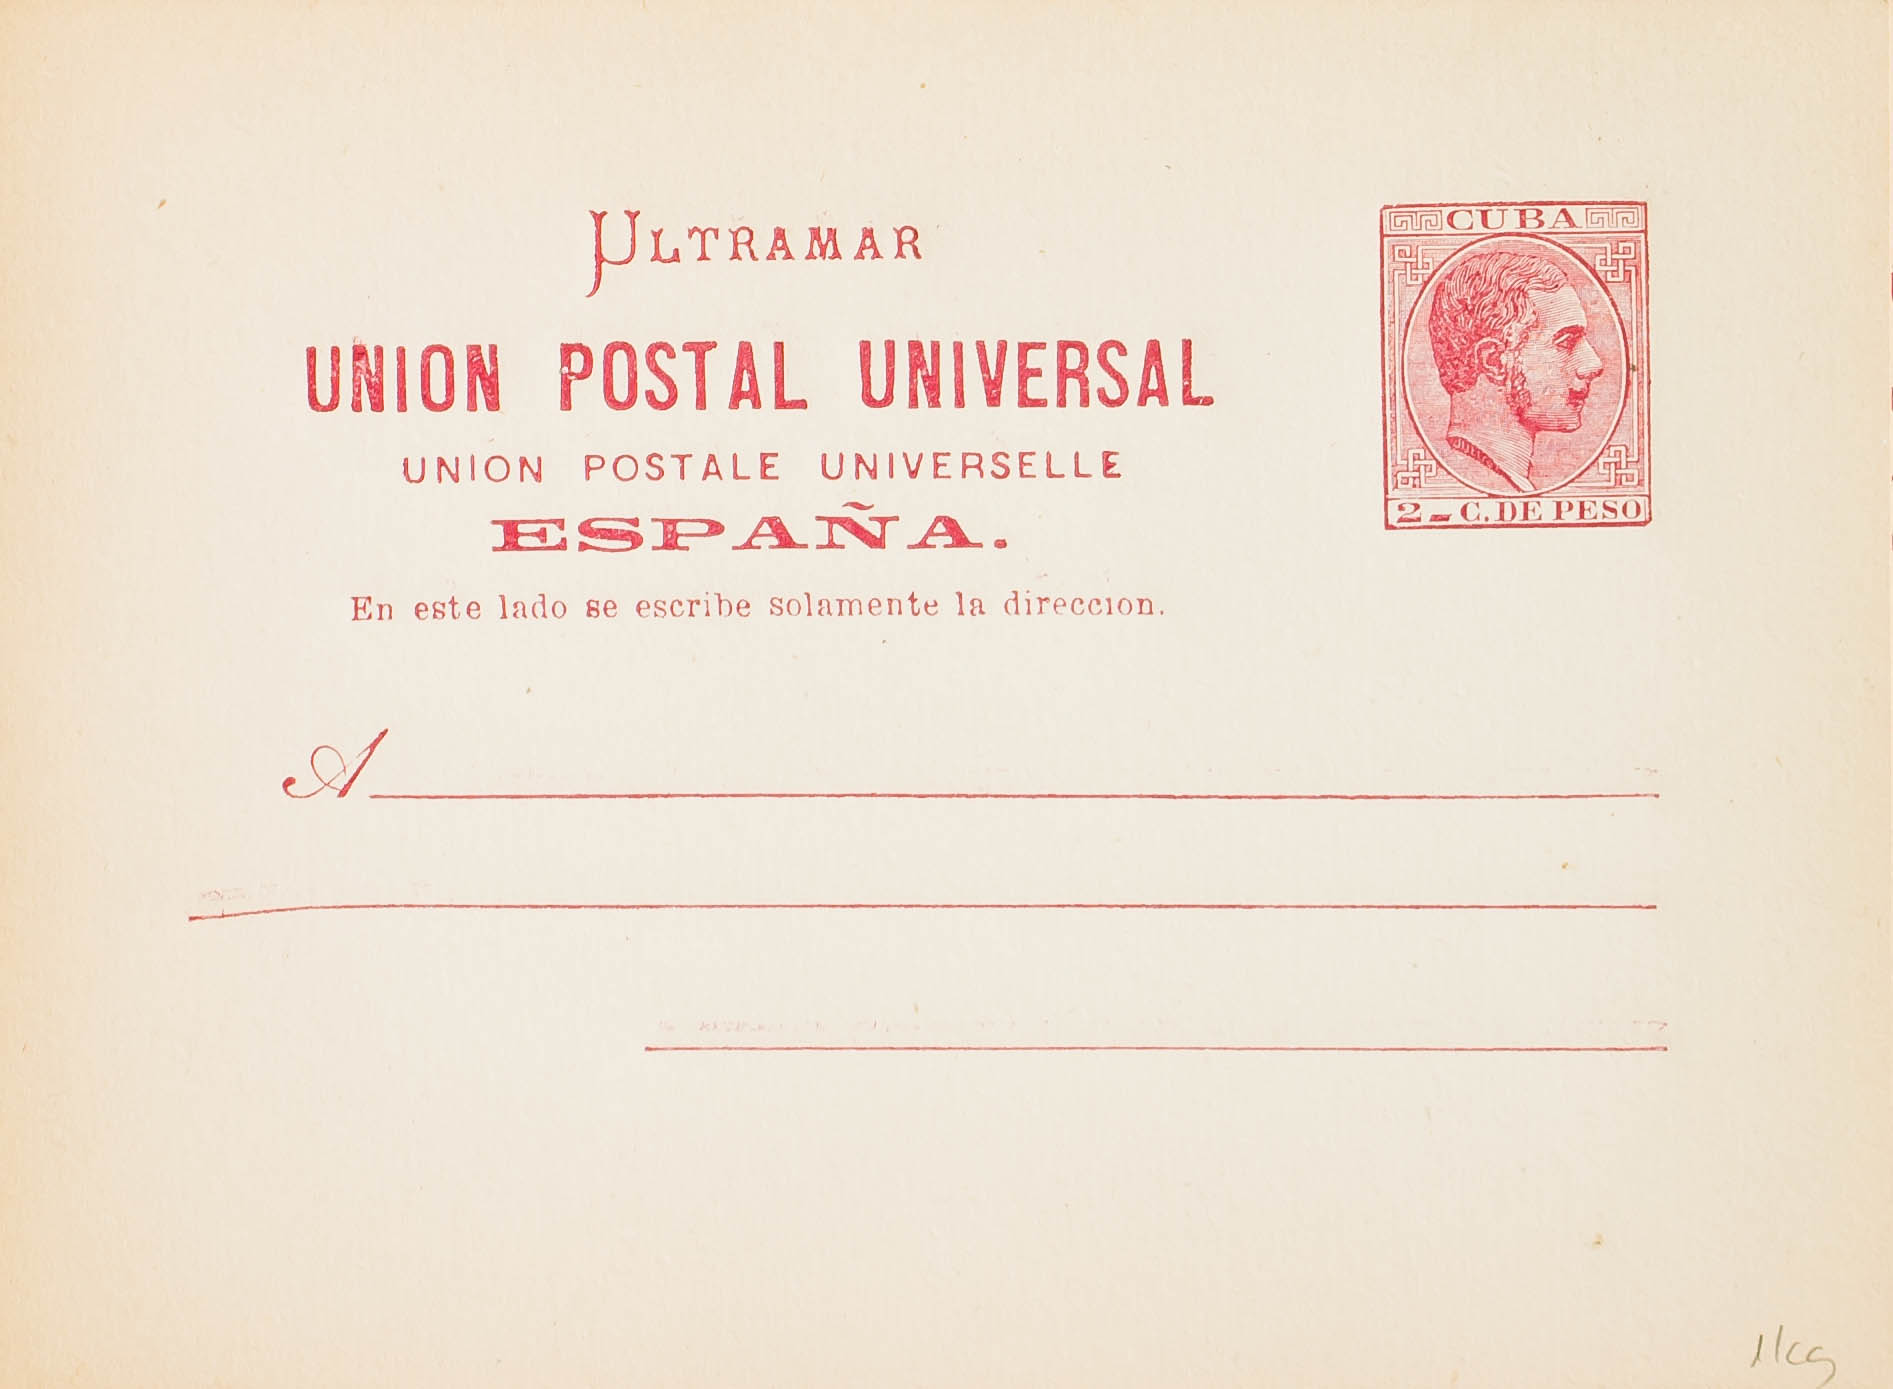 ULTRAMAR
CUBA
UNION POSTAL UNIVERSAL
UNION POSTALE UNIVERSELLE
ESPAÑA.
2 - C. DE PESO
En este lado se escribe solamente la direccion.
A